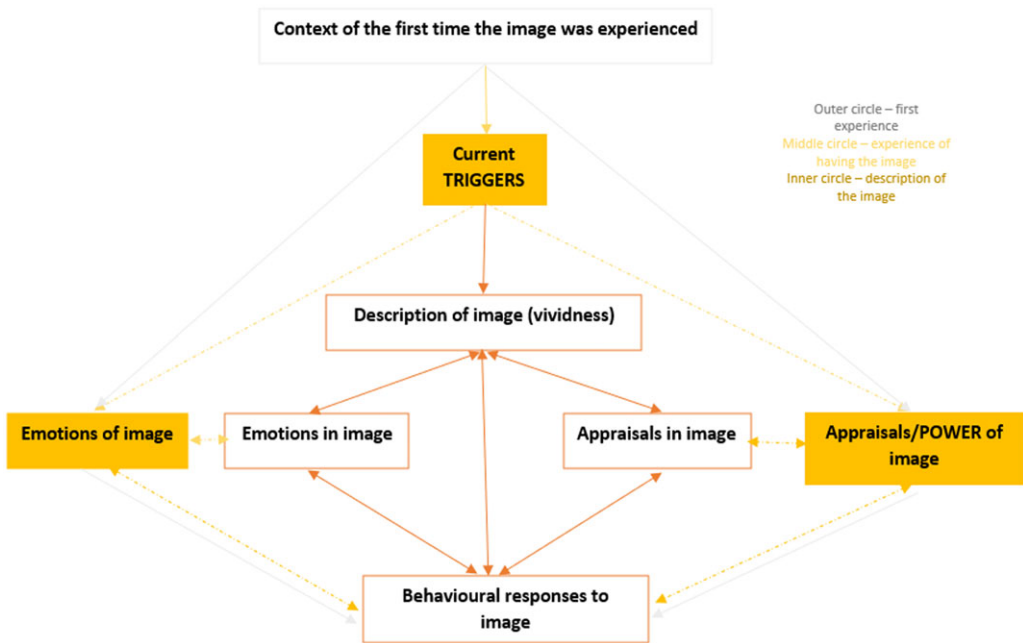 Context of the first time the image was experienced
Outer circle – first
experience
Middle circle – experience of
having the image
Inner circle – description of
the image
Current
TRIGGERS
Description of image (vividness)
Emotions of image
Emotions in image
Appraisals in image
Appraisals/POWER of
image
Behavioural responses to
image